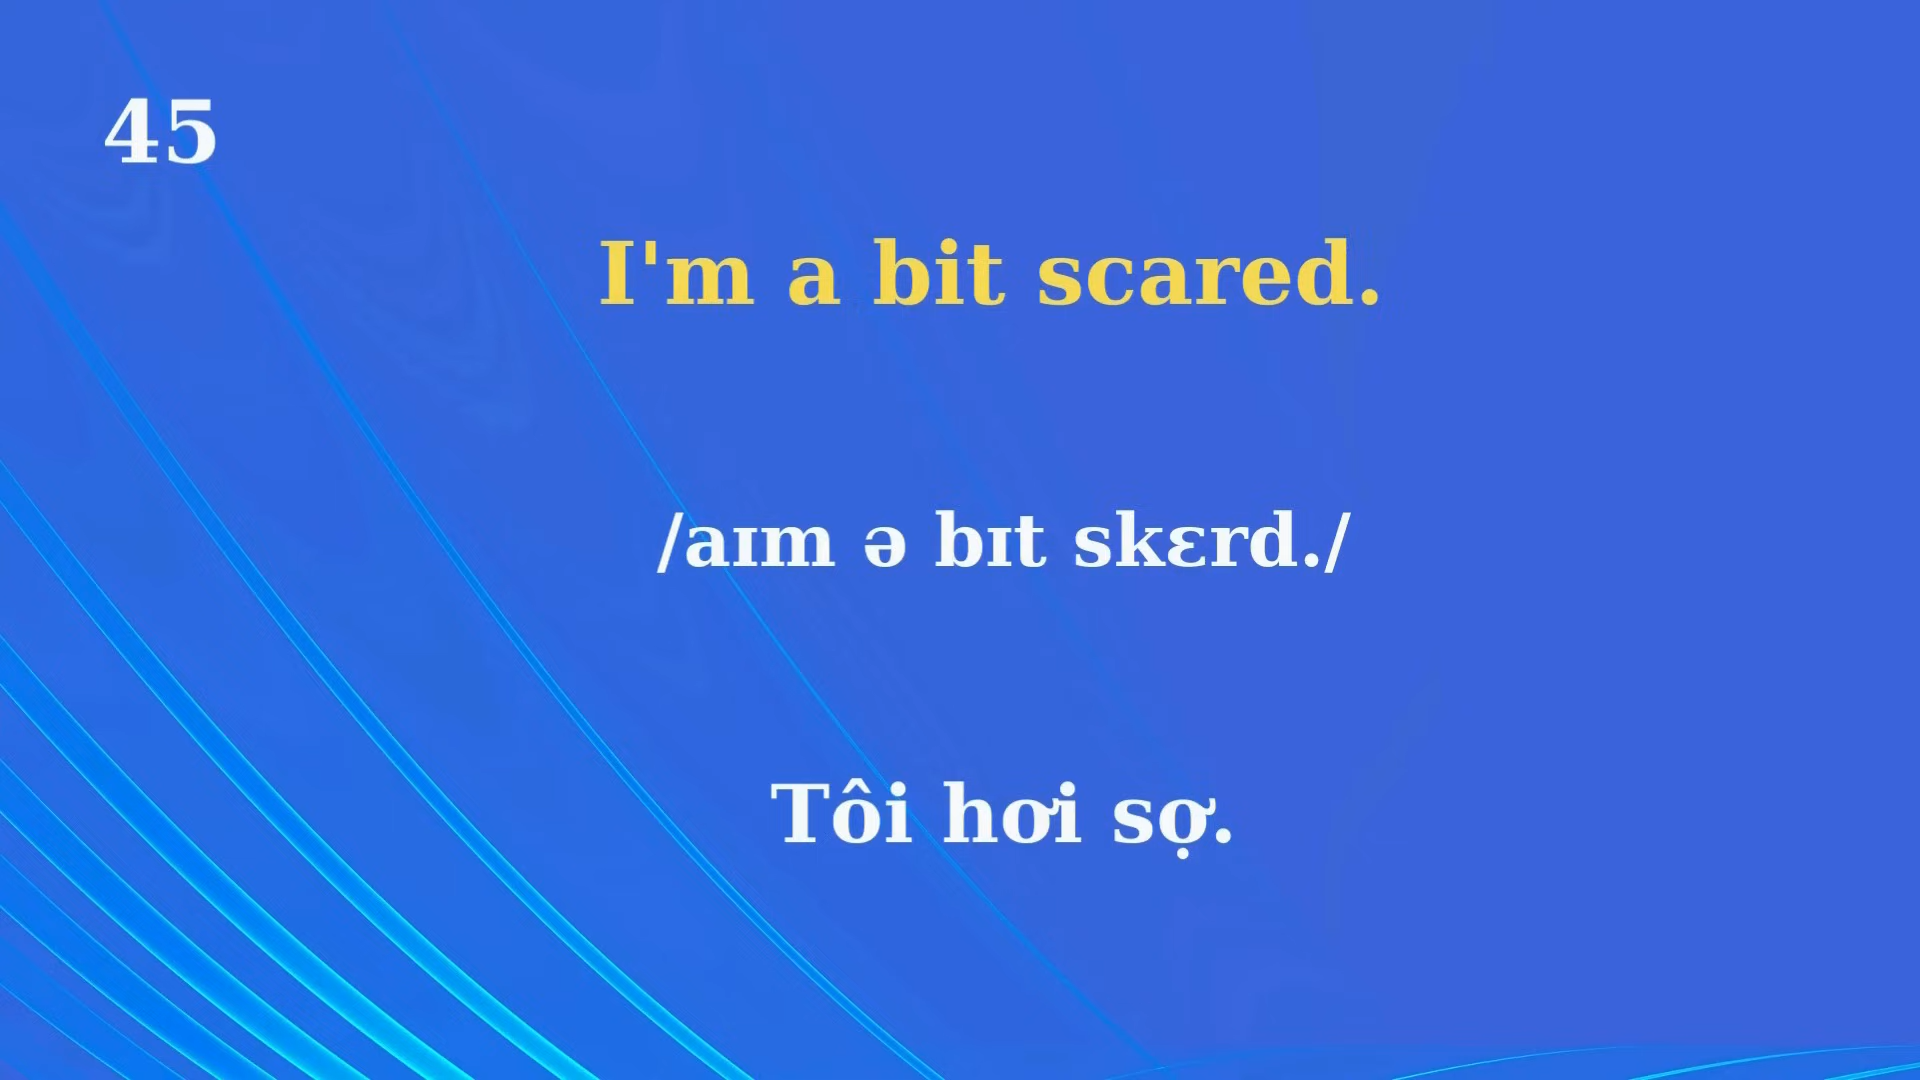 45
I'm a bit scared.
/aɪm ə bɪt skɛrd./
Tôi hơi sợ.